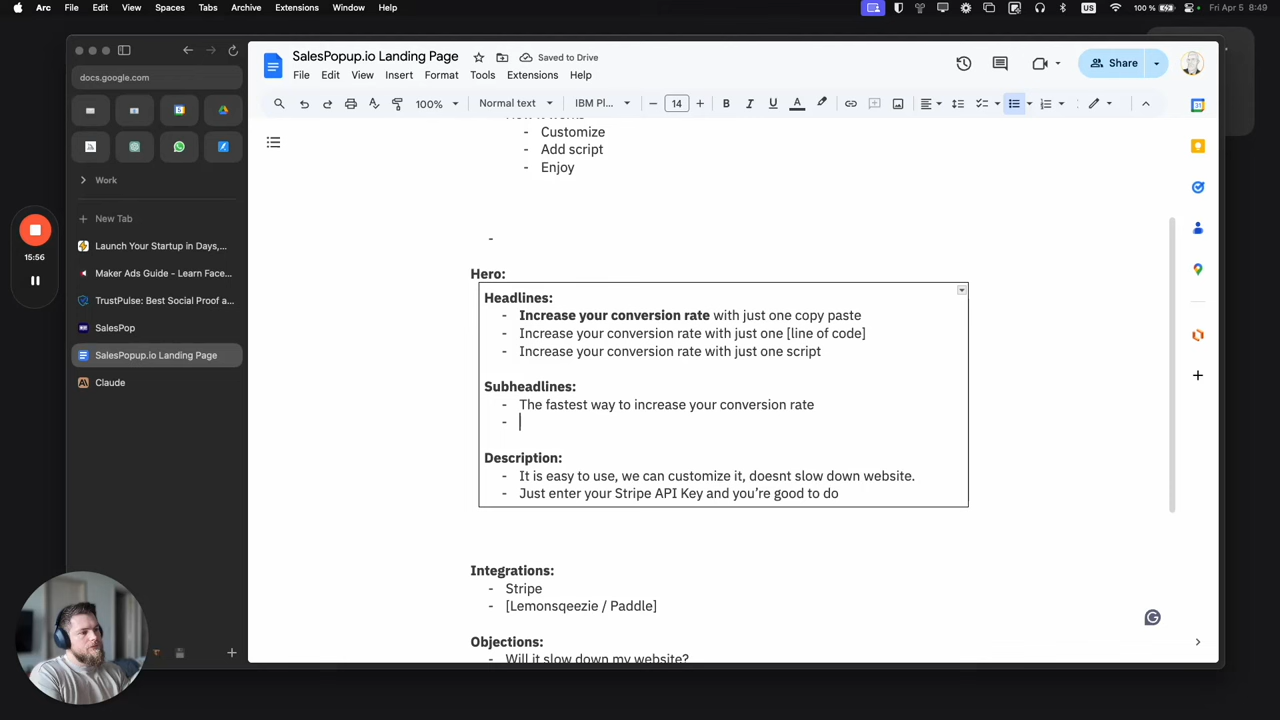 Arc File Edit View Spaces Tabs Archive Extensions Window Help
US 100 % Fri Apr 5 8:49
docs.google.com
Work
New Tab
Launch Your Startup in Days,...
Maker Ads Guide - Learn Face...
TrustPulse: Best Social Proof a...
SalesPop
SalesPopup.io Landing Page
Claude
15:56
SalesPopup.io Landing Page
Saved to Drive
File Edit View Insert Format Tools Extensions Help
Share
100% Normal text IBM Pl... 14
- Customize
- Add script
- Enjoy
-
Hero:
Headlines:
- Increase your conversion rate with just one copy paste
- Increase your conversion rate with just one [line of code]
- Increase your conversion rate with just one script
Subheadlines:
- The fastest way to increase your conversion rate
-
Description:
- It is easy to use, we can customize it, doesnt slow down website.
- Just enter your Stripe API Key and you’re good to do
Integrations:
- Stripe
- [Lemonsqeezie / Paddle]
Objections:
- Will it slow down my website?